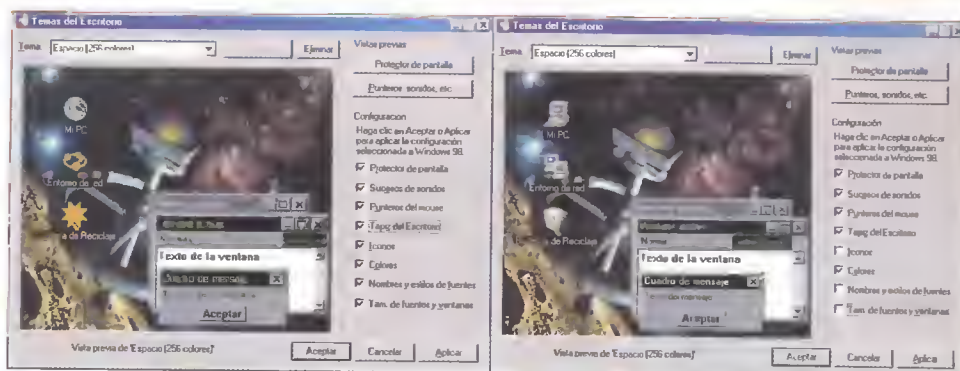 Temas del Escritorio
Tema: Espacio (256 colores)
Eliminar
Vistas previas
Protector de pantalla
Punteros, sonidos, etc.
Configuración
Haga clic en Aceptar o Aplicar
para aplicar la configuración
seleccionada a Windows 98.
Protector de pantalla
Sucesos de sonidos
Punteros del mouse
Tapiz del Escritorio
Iconos
Colores
Nombres y estilos de fuentes
Tam. de fuentes y ventanas
Mi PC
Entorno de red
a de Reciclaje
Texto de la ventana
Cuadro de mensaje
Aceptar
Vista previa de 'Espacio (256 colores)'
Aceptar
Cancelar
Aplicar
Temas del Escritorio
Tema: Espacio (256 colores)
Eliminar
Vistas previas
Protector de pantalla
Punteros, sonidos, etc.
Configuración
Haga clic en Aceptar o Aplicar
para aplicar la configuración
seleccionada a Windows 98.
Protector de pantalla
Sucesos de sonidos
Punteros del mouse
Tapiz del Escritorio
Iconos
Colores
Nombres y estilos de fuentes
Tam. de fuentes y ventanas
Mi PC
Entorno de red
a de Reciclaje
Normal
Texto de la ventana
Cuadro de mensaje
Aceptar
Vista previa de 'Espacio (256 colores)'
Aceptar
Cancelar
Aplicar